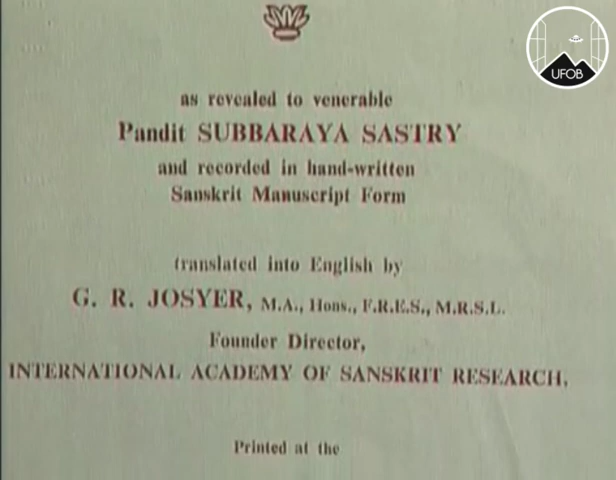 UFOB
as revealed to venerable
Pandit SUBBARAYA SASTRY
and recorded in hand-written
Sanskrit Manuscript Form
translated into English by
G. R. JOSYER, M.A., Hons., F.R.E.S., M.R.S.L.
Founder Director,
INTERNATIONAL ACADEMY OF SANSKRIT RESEARCH.
Printed at the